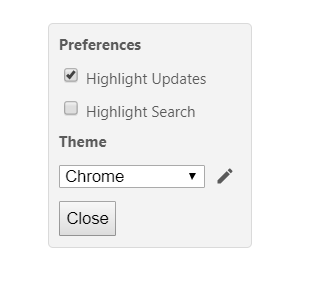 Preferences
Highlight Updates
Highlight Search
Theme
Chrome
Close